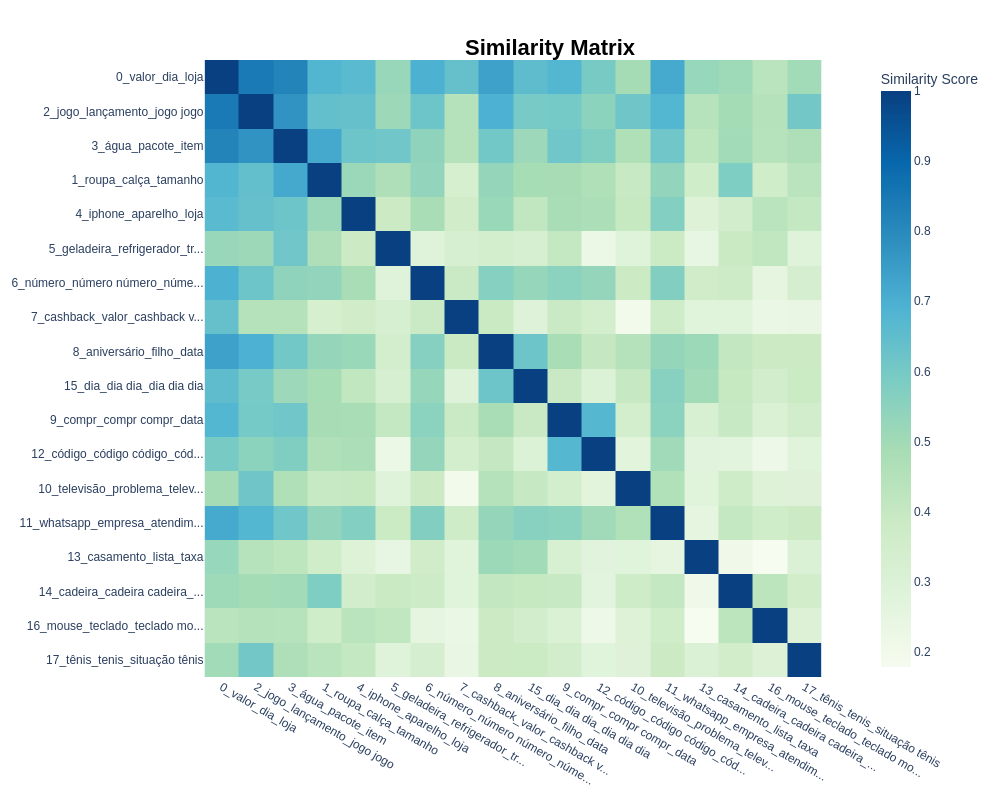 Similarity Matrix
0_valor_dia_loja
2_jogo_lançamento_jogo jogo
3_água_pacote_item
1_roupa_calça_tamanho
4_iphone_aparelho_loja
5_geladeira_refrigerador_tr...
6_número_número número_núme...
7_cashback_valor_cashback v...
8_aniversário_filho_data
15_dia_dia dia_dia dia dia
9_compr_compr compr_data
12_código_código código_cód...
10_televisão_problema_telev...
11_whatsapp_empresa_atendim...
13_casamento_lista_taxa
14_cadeira_cadeira cadeira_...
16_mouse_teclado_teclado mo...
17_tênis_tenis_situação tênis
0_valor_dia_loja
2_jogo_lançamento_jogo jogo
3_água_pacote_item
1_roupa_calça_tamanho
4_iphone_aparelho_loja
5_geladeira_refrigerador_tr...
6_número_número número_núme...
7_cashback_valor_cashback v...
8_aniversário_filho_data
15_dia_dia dia_dia dia dia
9_compr_compr compr_data
12_código_código código_cód...
10_televisão_problema_telev...
11_whatsapp_empresa_atendim...
13_casamento_lista_taxa
14_cadeira_cadeira cadeira_...
16_mouse_teclado_teclado mo...
17_tênis_tenis_situação tênis
Similarity Score
1
0.9
0.8
0.7
0.6
0.5
0.4
0.3
0.2